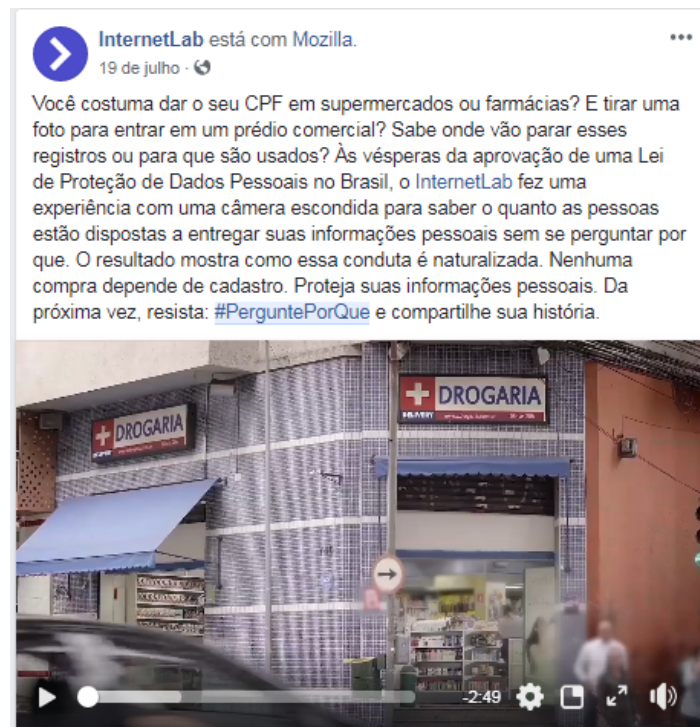 InternetLab está com Mozilla.
19 de julho ·
Você costuma dar o seu CPF em supermercados ou farmácias? E tirar uma
foto para entrar em um prédio comercial? Sabe onde vão parar esses
registros ou para que são usados? Às vésperas da aprovação de uma Lei
de Proteção de Dados Pessoais no Brasil, o InternetLab fez uma
experiência com uma câmera escondida para saber o quanto as pessoas
estão dispostas a entregar suas informações pessoais sem se perguntar por
que. O resultado mostra como essa conduta é naturalizada. Nenhuma
compra depende de cadastro. Proteja suas informações pessoais. Da
próxima vez, resista: #PerguntePorQue e compartilhe sua história.
DROGARIA
DROGARIA
DELIVERY
-2:49